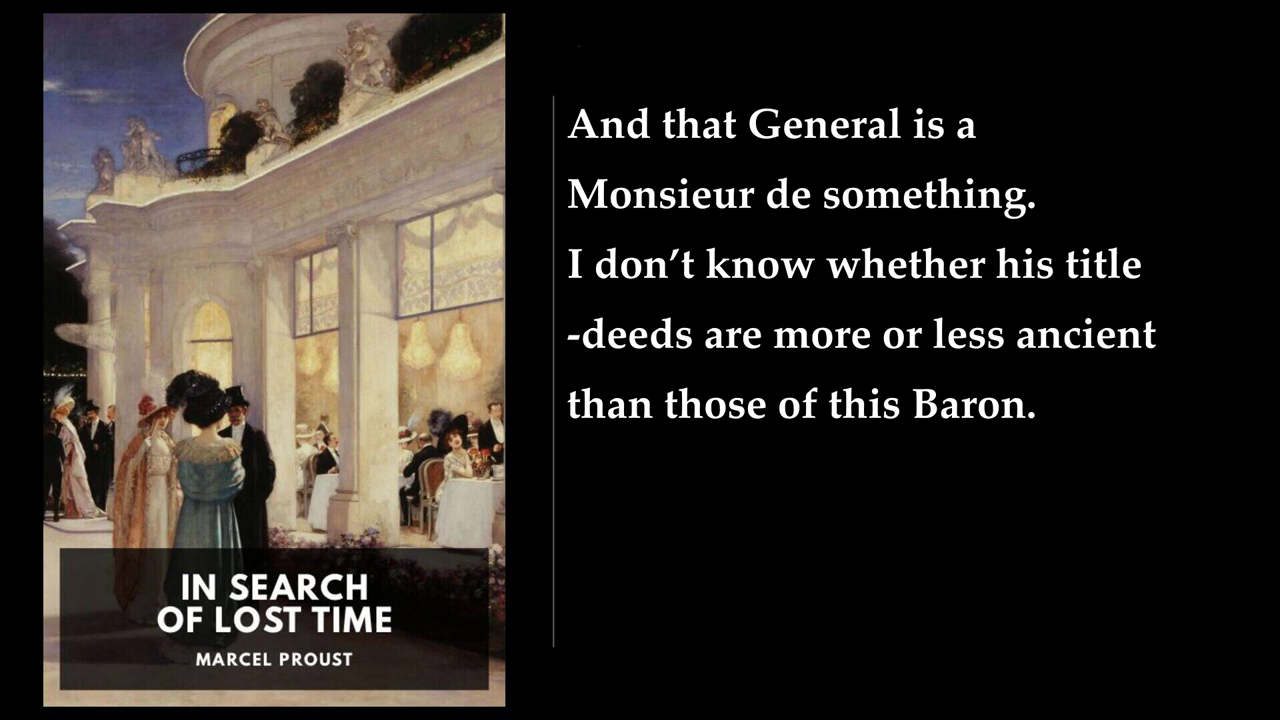 And that General is a
Monsieur de something.
I don’t know whether his title
-deeds are more or less ancient
than those of this Baron.
IN SEARCH
OF LOST TIME
MARCEL PROUST